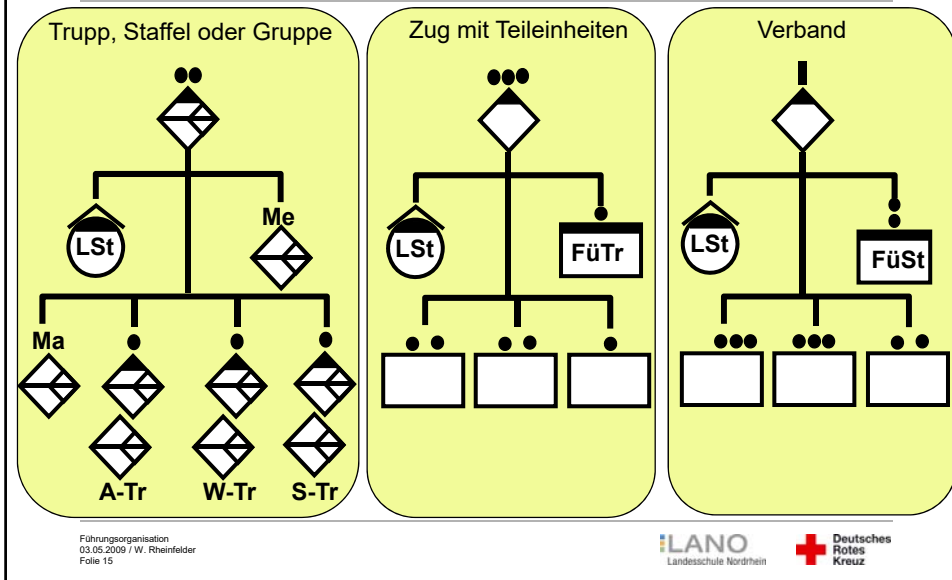 Trupp, Staffel oder Gruppe
LSt
Me
Ma
A-Tr
W-Tr
S-Tr
Zug mit Teileinheiten
LSt
FüTr
Verband
LSt
FüSt
Führungsorganisation
03.05.2009 / W. Rheinfelder
Folie 15
LANO
Landesschule Nordrhein
Deutsches
Rotes
Kreuz